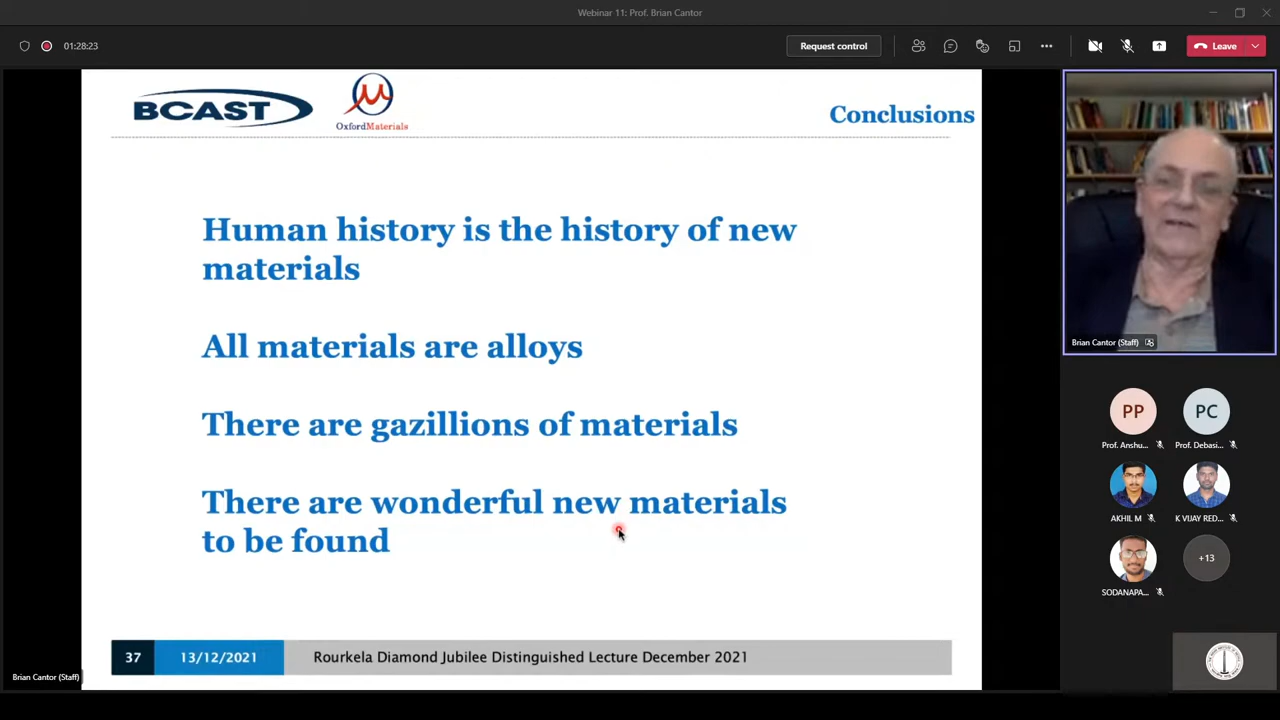 Webinar 11: Prof. Brian Cantor
01:28:23
Request control
Leave
BCAST
OxfordMaterials
Conclusions
Human history is the history of new
materials
All materials are alloys
There are gazillions of materials
There are wonderful new materials
to be found
37
13/12/2021
Rourkela Diamond Jubilee Distinguished Lecture December 2021
Brian Cantor (Staff)
Brian Cantor (Staff)
PP
PC
Prof. Anshu...
Prof. Debasi...
AKHIL M
K VIJAY RED...
+13
SODANAPA...